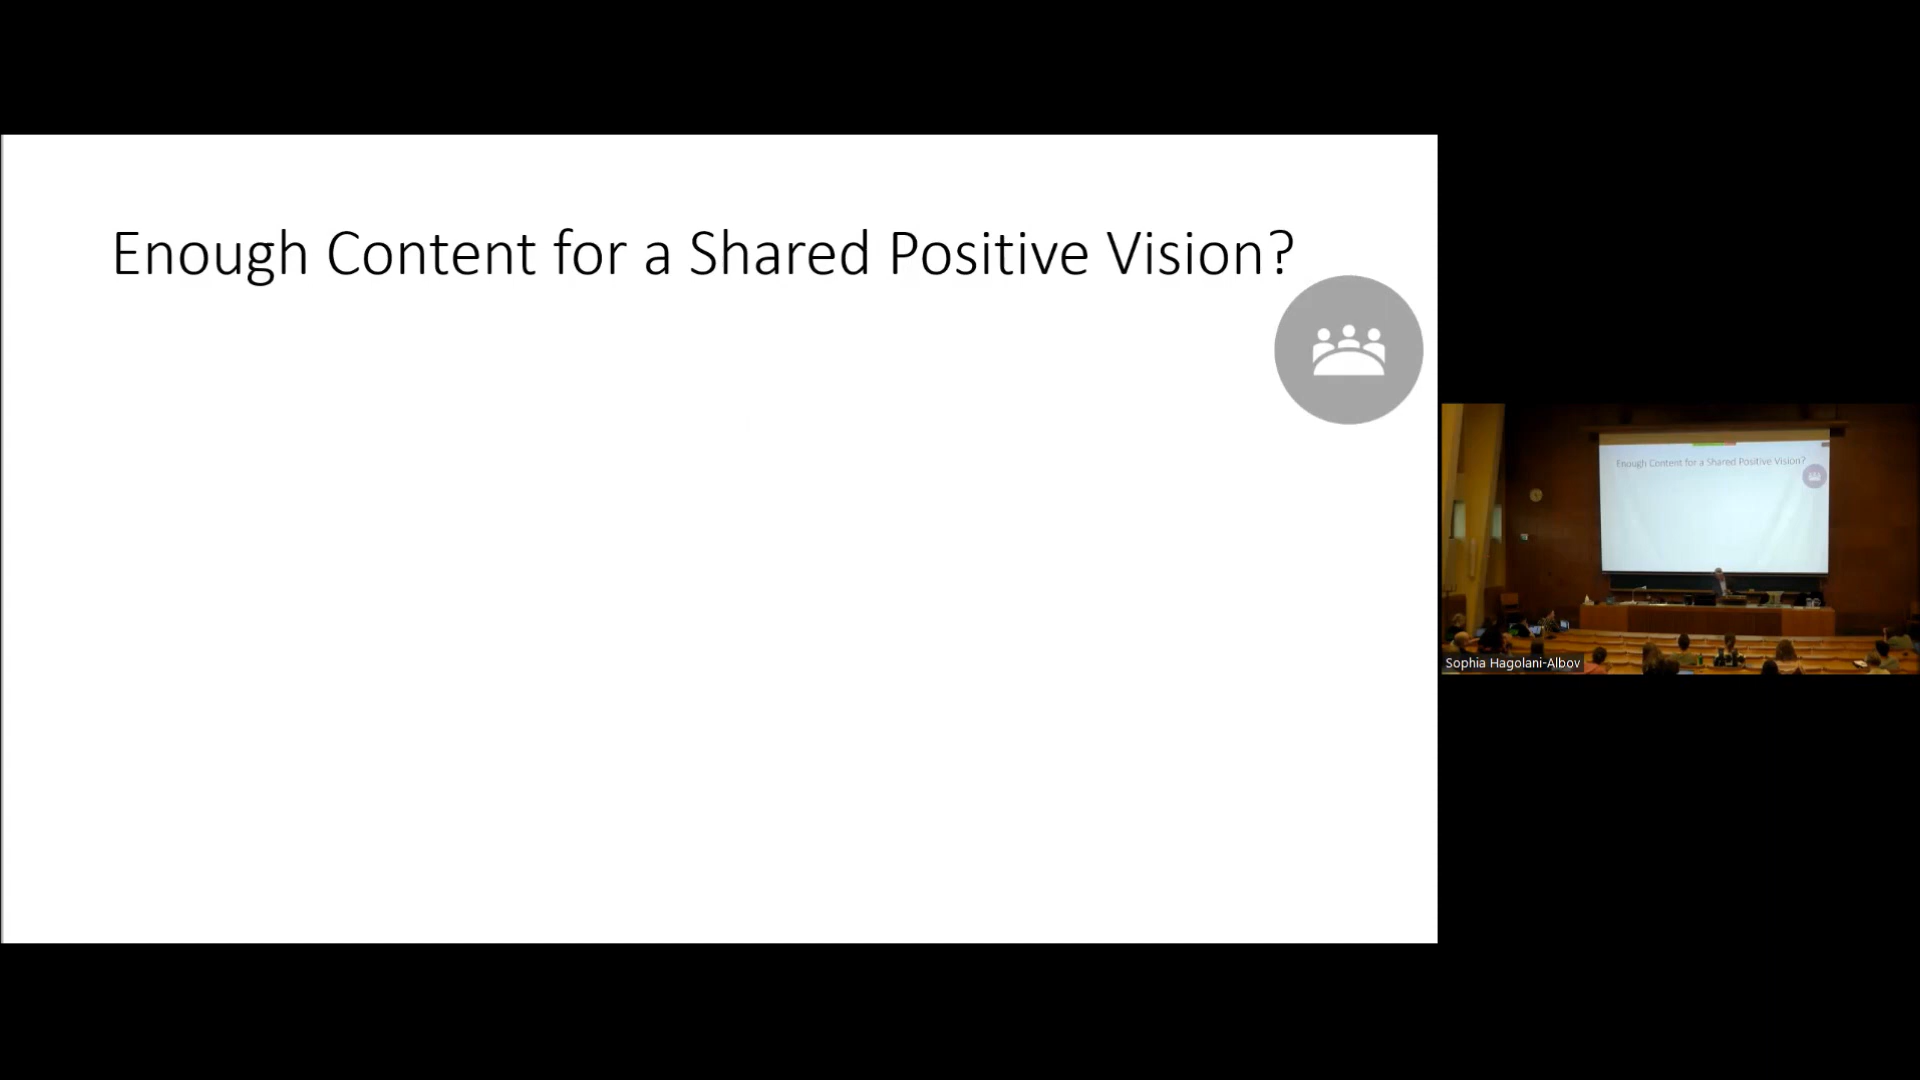 Enough Content for a Shared Positive Vision?
Enough Content for a Shared Positive Vision?
Sophia Hagolani-Albov